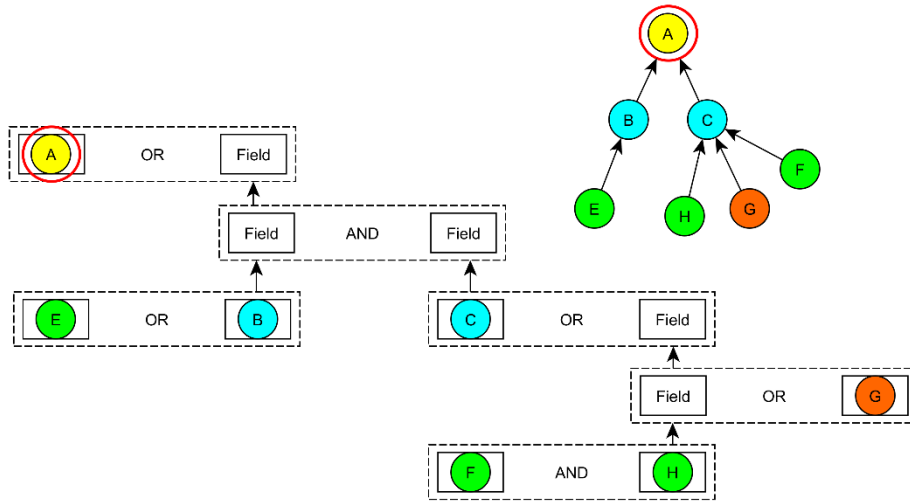 A
B
C
F
E
H
G
A OR Field
Field AND Field
E OR B
C OR Field
Field OR G
F AND H